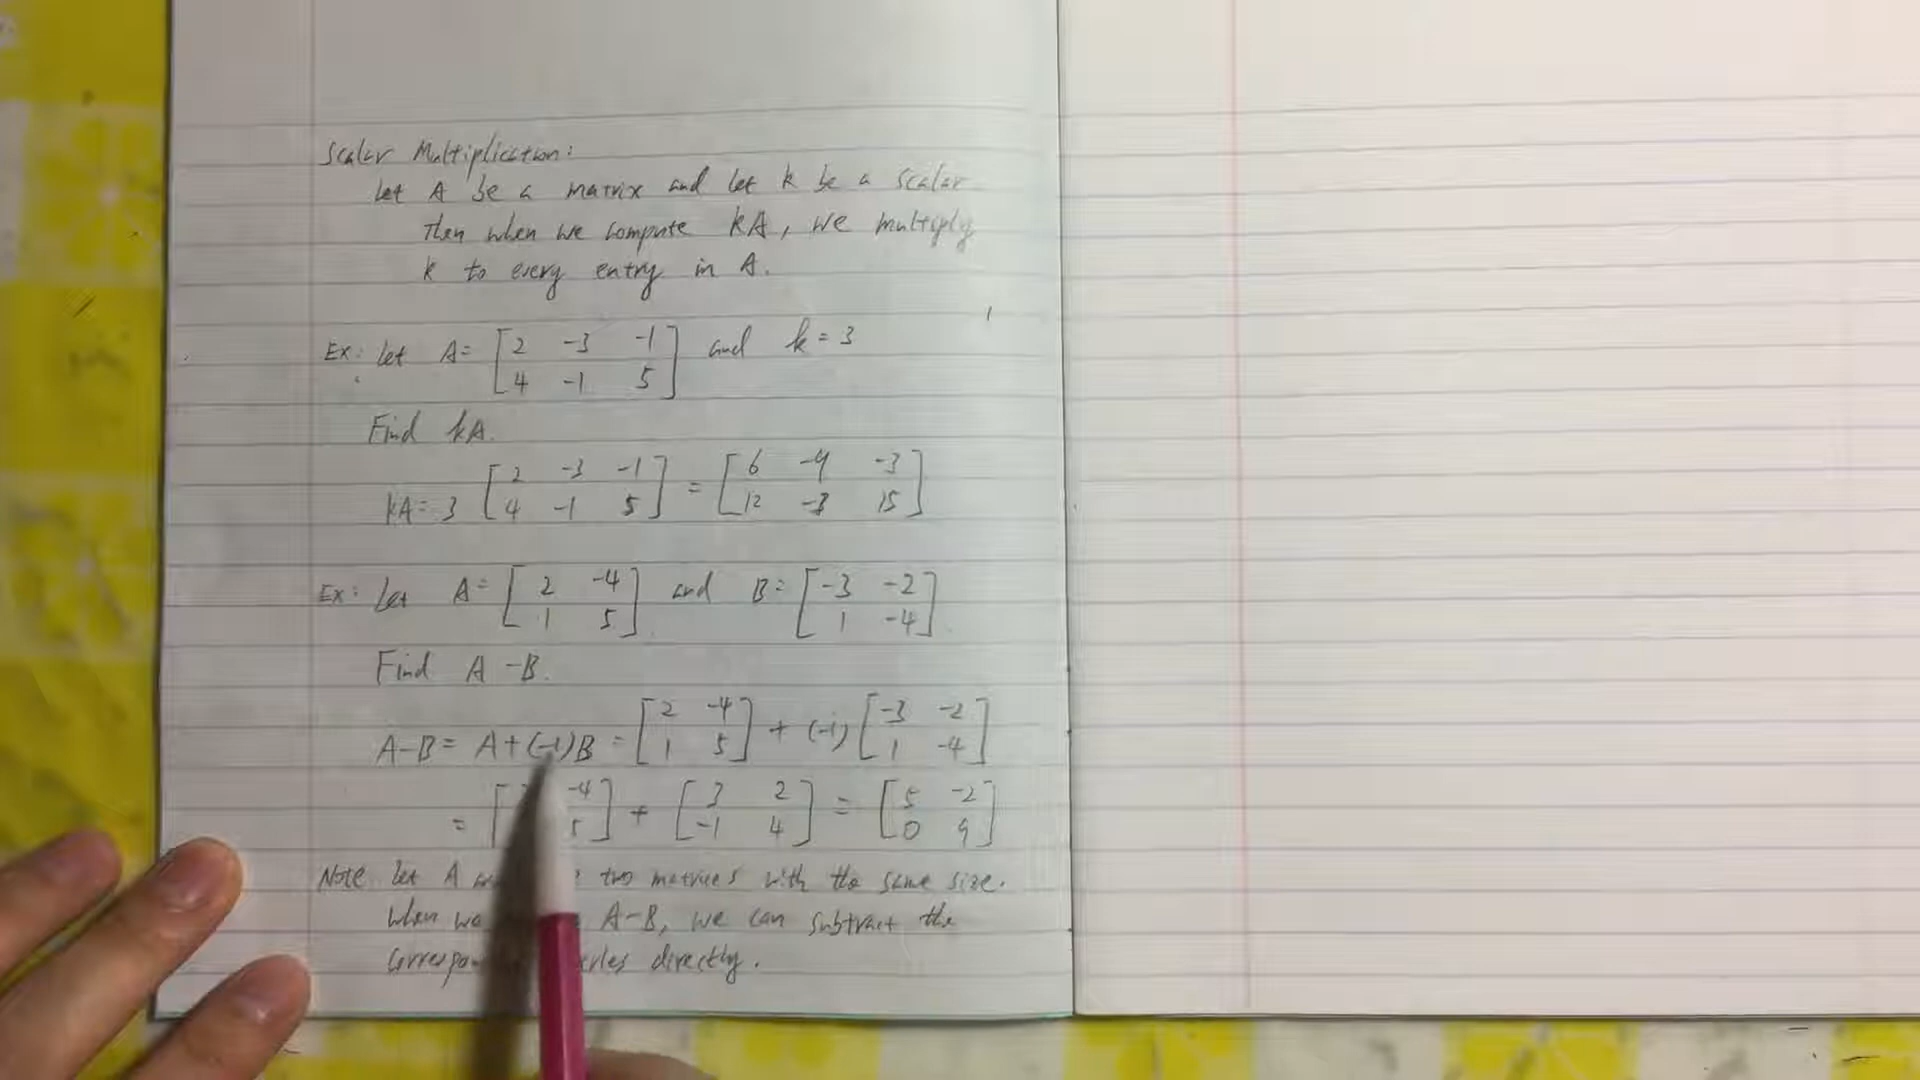 Scalar Multiplication:
Let A be a matrix and let k be a scalar
Then when we compute kA, we multiply
k to every entry in A.
Ex: Let A = [2 -3 -1; 4 -1 5] and k = 3
Find kA.
kA = 3 [2 -3 -1; 4 -1 5] = [6 -9 -3; 12 -3 15]
Ex: Let A = [2 -4; 1 5] and B = [-3 -2; 1 -4]
Find A - B.
A-B = A+(-1)B = [2 -4; 1 5] + (-1) [-3 -2; 1 -4]
= [ -4; 5] + [3 2; -1 4] = [5 -2; 0 9]
Note Let A two matrices with the same size.
When we A-B, we can subtract the
directly.